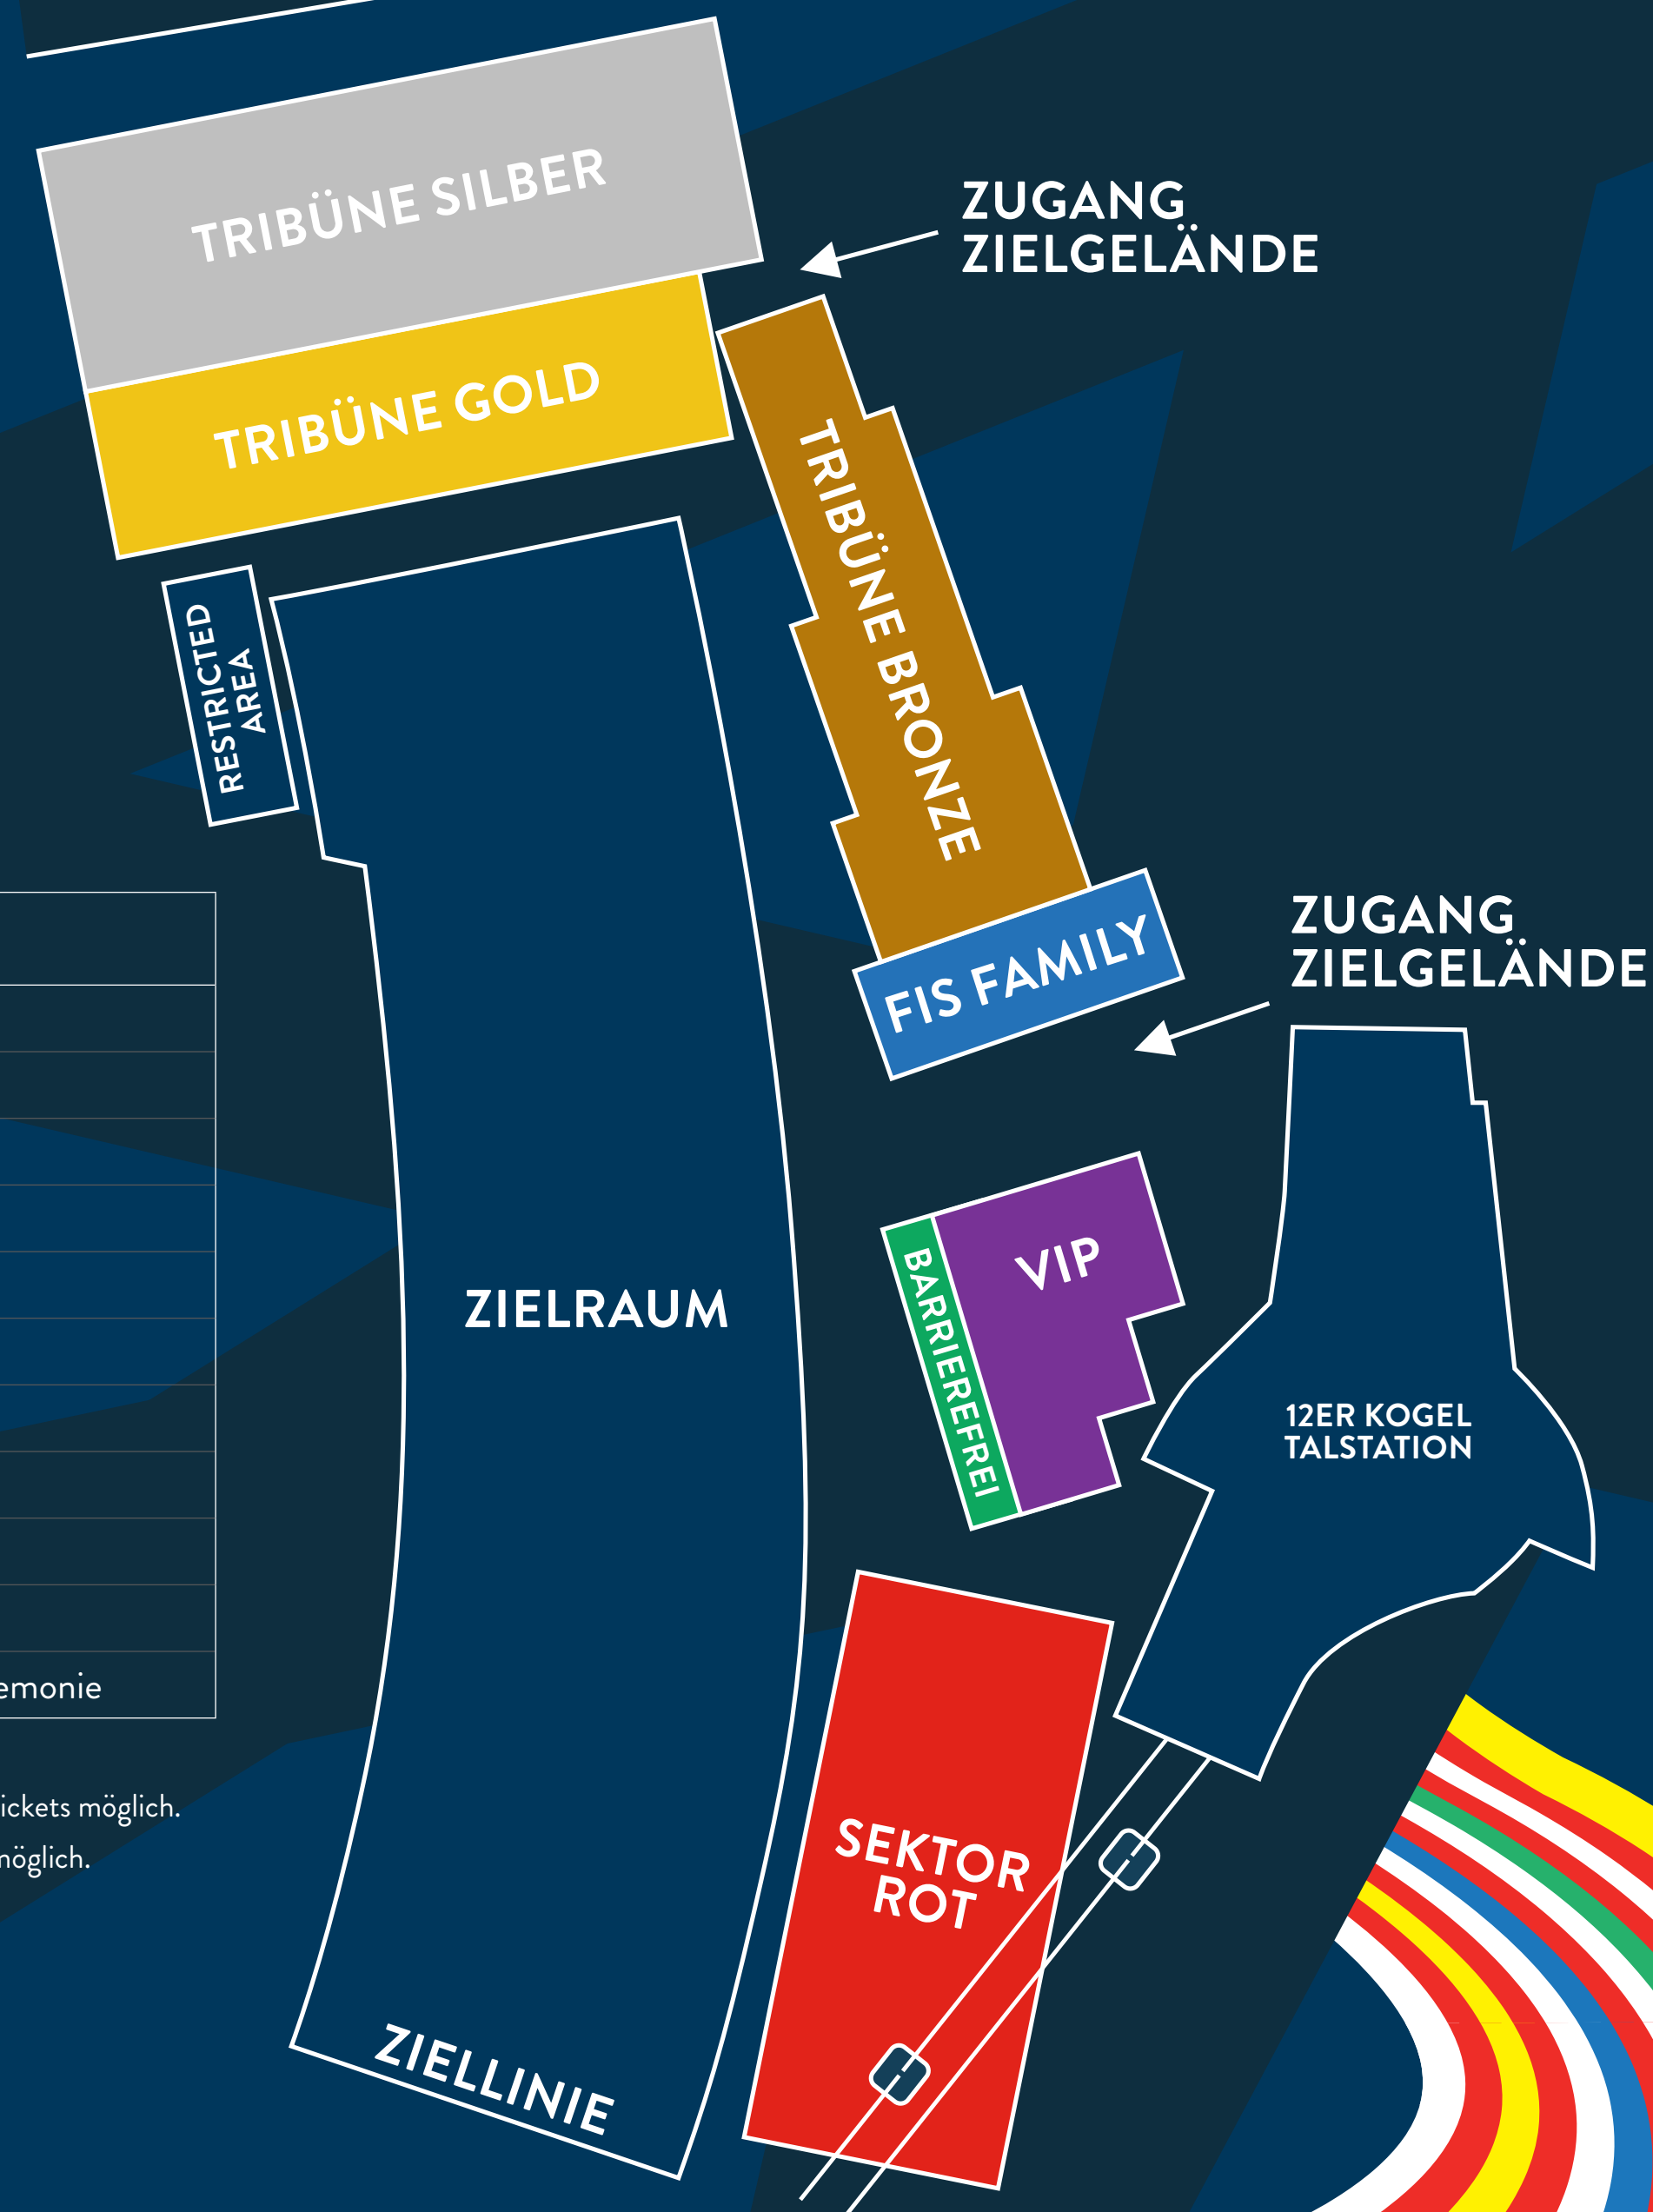 TRIBÜNE SILBER
ZUGANG
ZIELGELÄNDE
TRIBÜNE GOLD
TRIBÜNE BRONZE
RESTRICTED
AREA
FIS FAMILY
ZUGANG
ZIELGELÄNDE
VIP
BARRIEREFREI
ZIELRAUM
12ER KOGEL
TALSTATION
emonie
ickets möglich.
möglich.
SEKTOR
ROT
ZIELLINIE